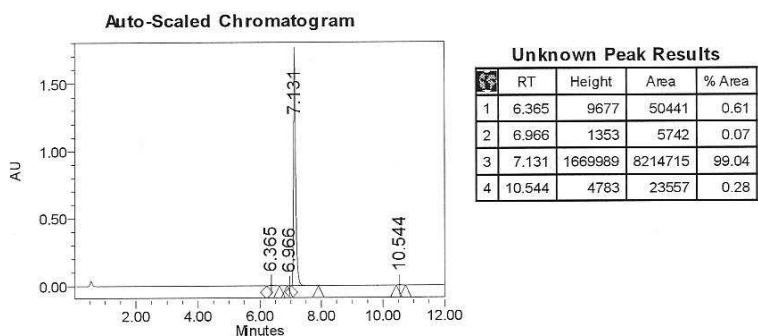 Auto-Scaled Chromatogram
1.50
1.00
0.50
0.00
AU
6.365
6.966
7.131
10.544
2.00
4.00
6.00
8.00
10.00
12.00
Minutes
Unknown Peak Results
RT Height Area % Area
1 6.365 9677 50441 0.61
2 6.966 1353 5742 0.07
3 7.131 1669989 8214715 99.04
4 10.544 4783 23557 0.28